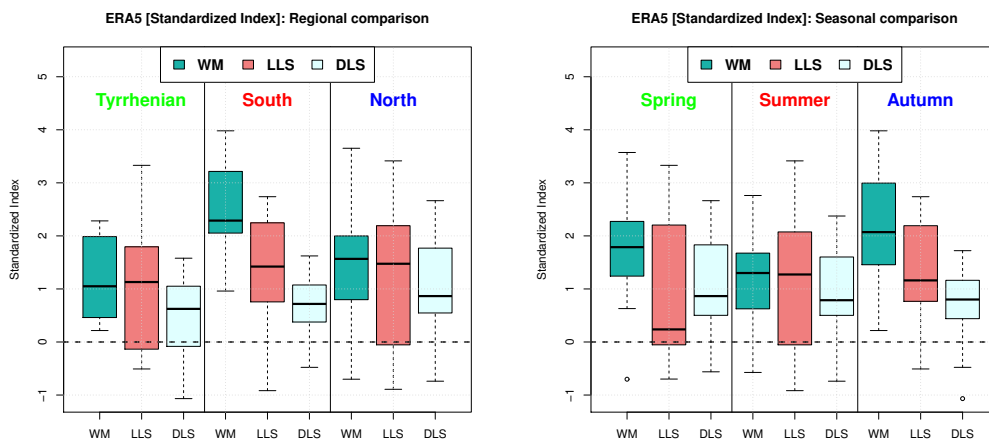 ERA5 [Standardized Index]: Regional comparison
WM LLS DLS
Tyrrhenian South North
Standardized Index
5
4
3
2
1
0
−1
WM LLS DLS WM LLS DLS WM LLS DLS
ERA5 [Standardized Index]: Seasonal comparison
WM LLS DLS
Spring Summer Autumn
Standardized Index
5
4
3
2
1
0
−1
WM LLS DLS WM LLS DLS WM LLS DLS